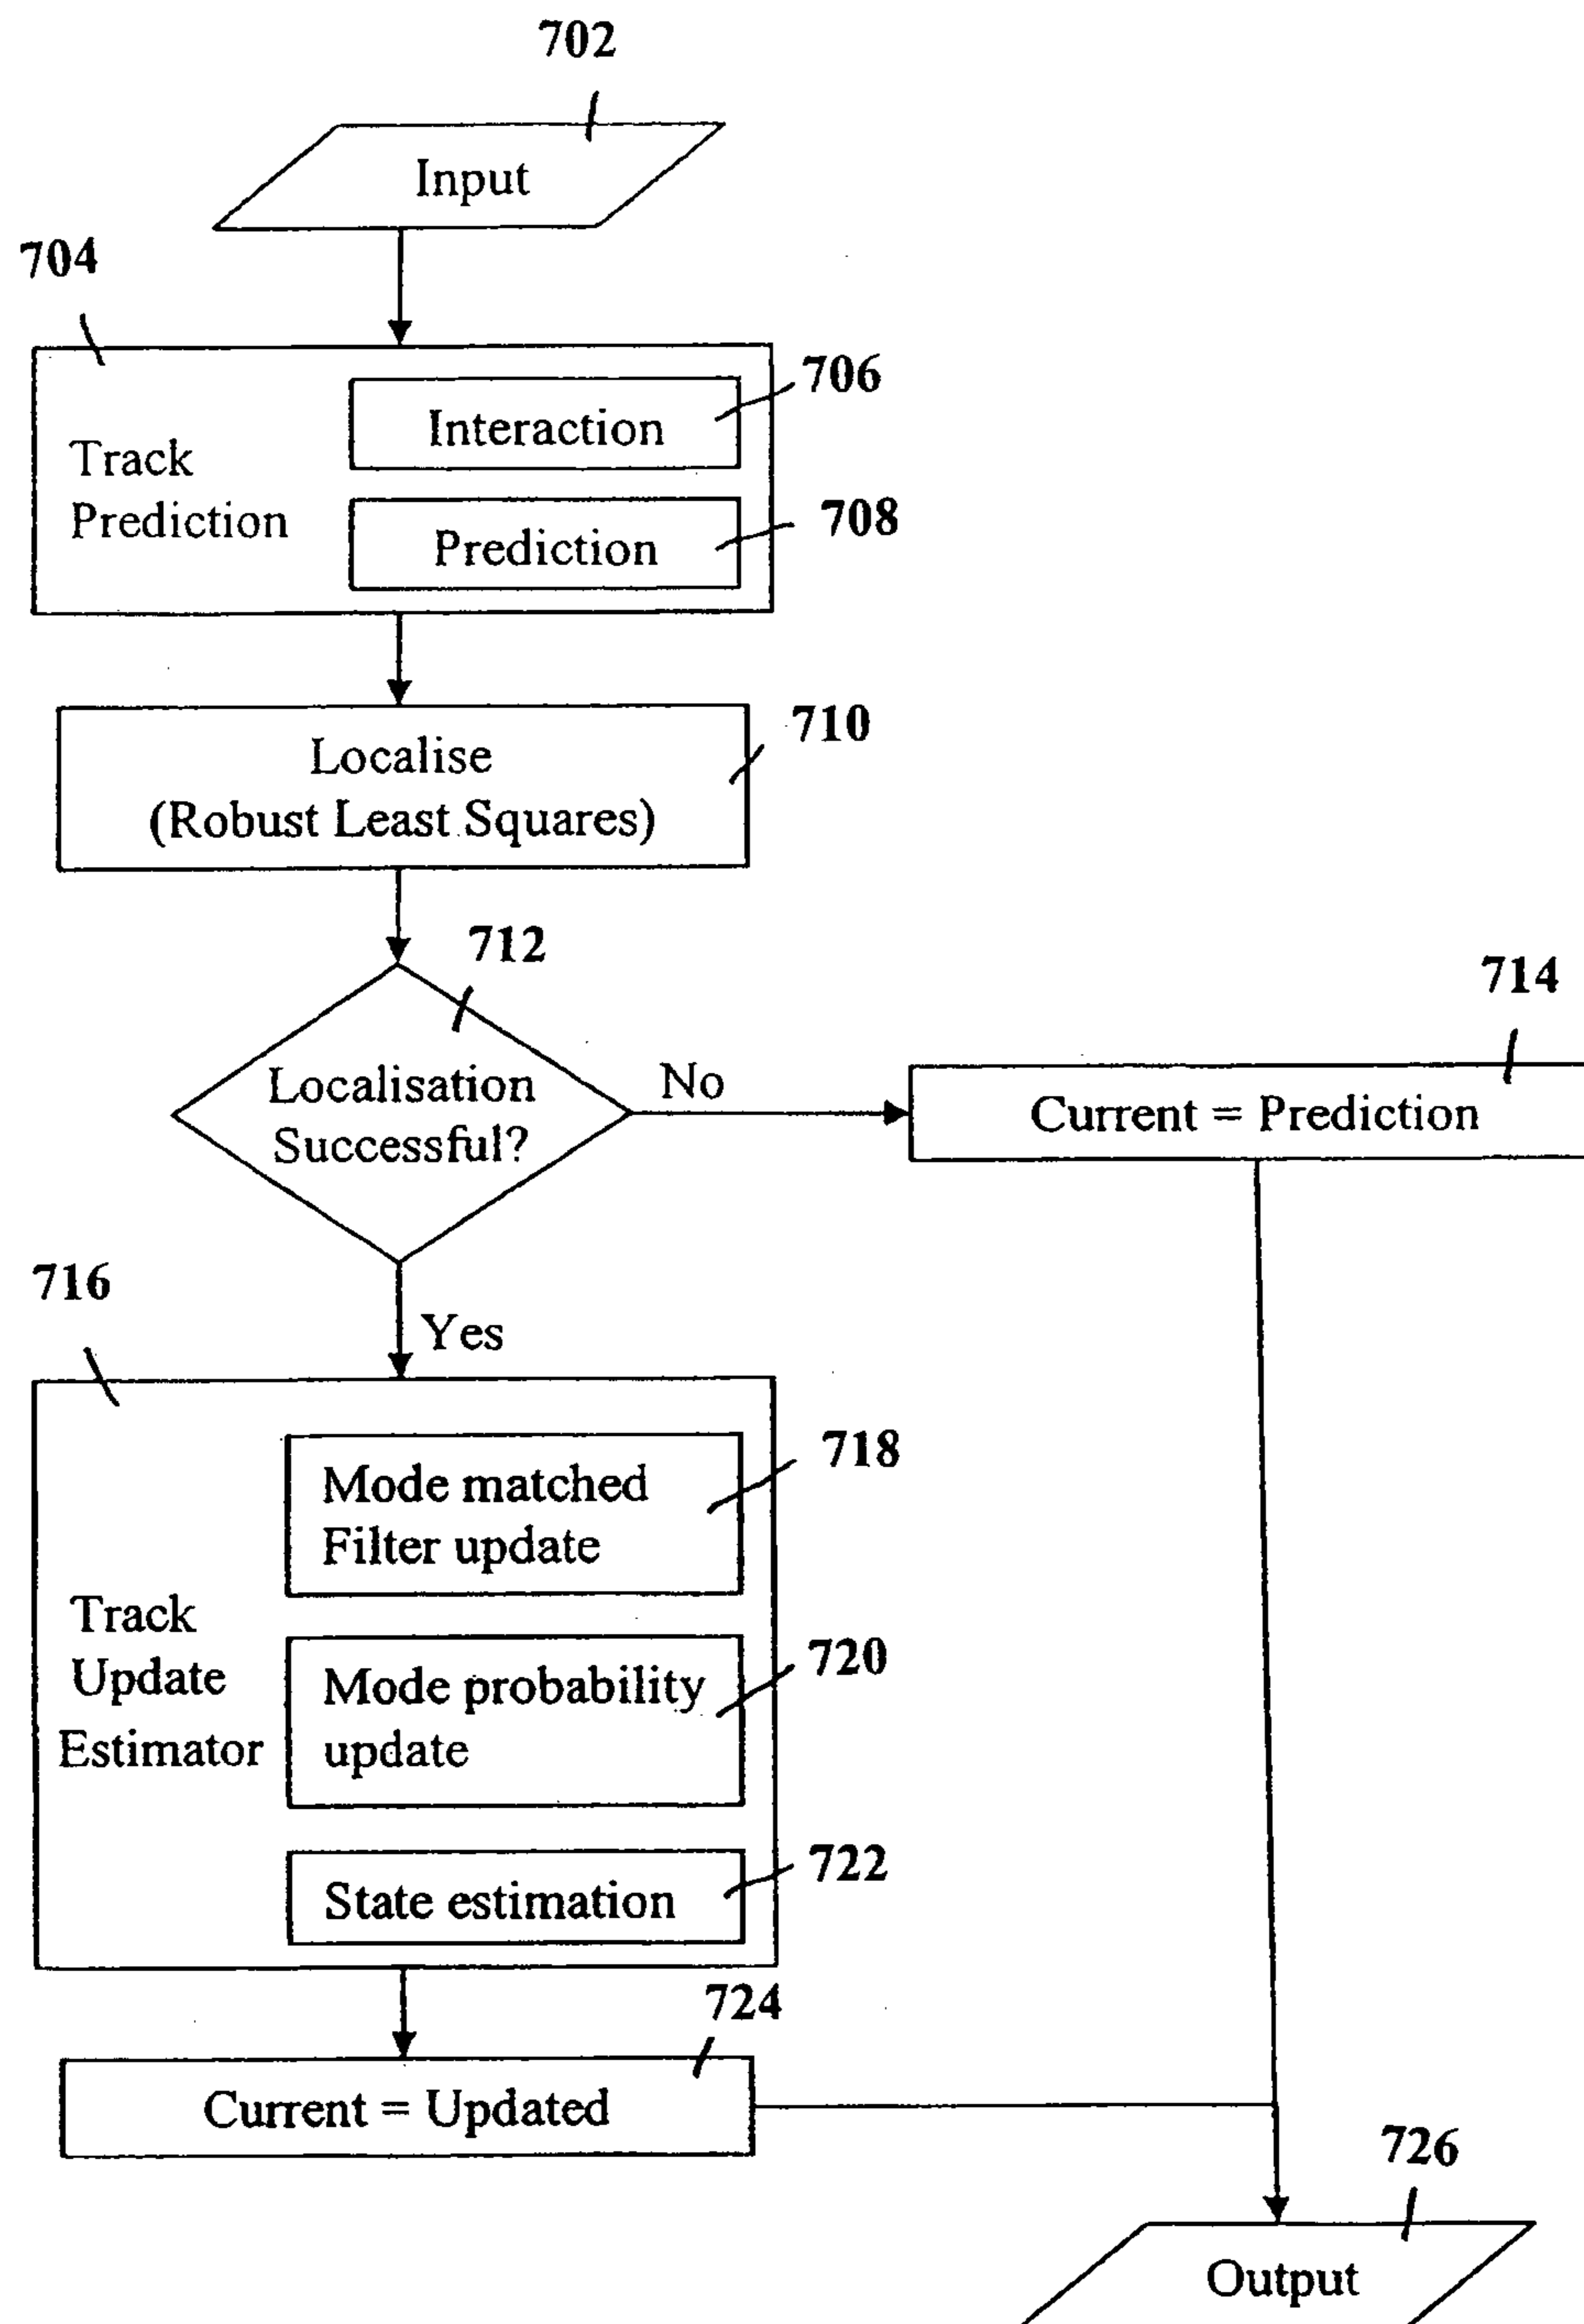 702
Input
704
706
Interaction
Track
Prediction
708
Prediction
710
Localise
(Robust Least Squares)
712
714
Localisation
Successful?
No
Current = Prediction
716
Yes
718
Mode matched
Filter update
Track
Update
Estimator
720
Mode probability
update
722
State estimation
724
Current = Updated
726
Output